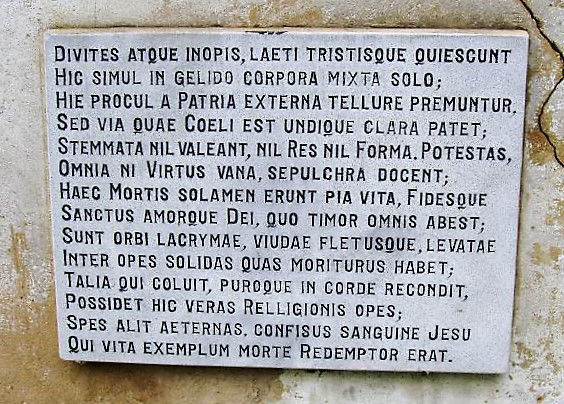 Divites atque inopis, laeti tristisque quiescunt
Hic simul in gelido corpora mixta solo;
Hie procul a Patria externa tellure premuntur.
Sed via quae Coeli est undique clara patet;
Stemmata nil valeant, nil Res nil Forma. Potestas,
Omnia ni Virtus vana, sepulchra docent;
Haec Mortis solamen erunt pia vita, Fidesque
Sanctus amorque Dei, quo timor omnis abest;
Sunt orbi lacrymae, viudae fletusque, levatae
Inter opes solidas quas moriturus habet;
Talia qui coluit, puroque in corde recondit,
Possidet hic veras Relligionis opes;
Spes alit aeternas. confisus sanguine Jesu
Qui vita exemplum morte Redemptor erat.